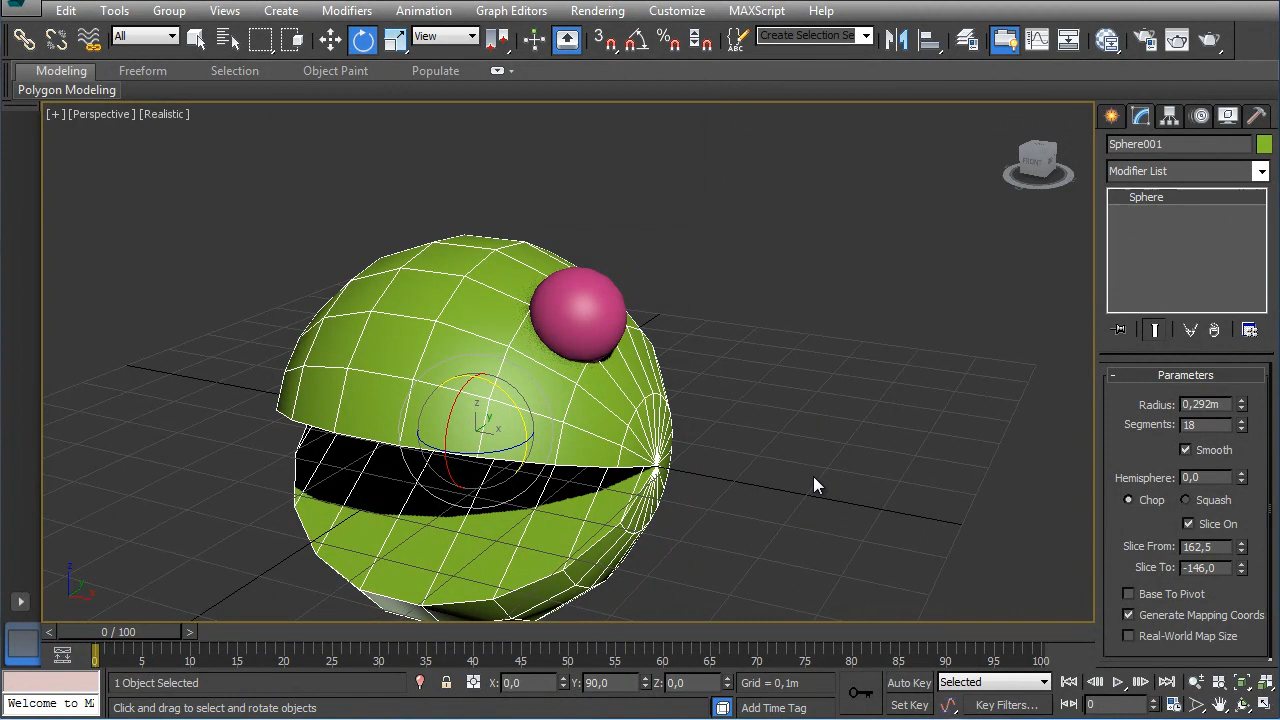 Edit Tools Group Views Create Modifiers Animation Graph Editors Rendering Customize MAXScript Help
All View 3 Create Selection Se
Modeling Freeform Selection Object Paint Populate
Polygon Modeling
[+][Perspective][Realistic]
FRONT
Sphere001
Modifier List
Sphere
- Parameters
Radius: 0,292m
Segments: 18
Smooth
Hemisphere: 0,0
Chop Squash
Slice On
Slice From: 162,5
Slice To: -146,0
Base To Pivot
Generate Mapping Coords
Real-World Map Size
z y x
z y x
< 0 / 100 >
0 5 10 15 20 25 30 35 40 45 50 55 60 65 70 75 80 85 90 95 100
1 Object Selected X: 0,0 Y: 90,0 Z: 0,0 Grid = 0,1m Auto Key Selected
Welcome to M Click and drag to select and rotate objects Add Time Tag Set Key Key Filters... 0